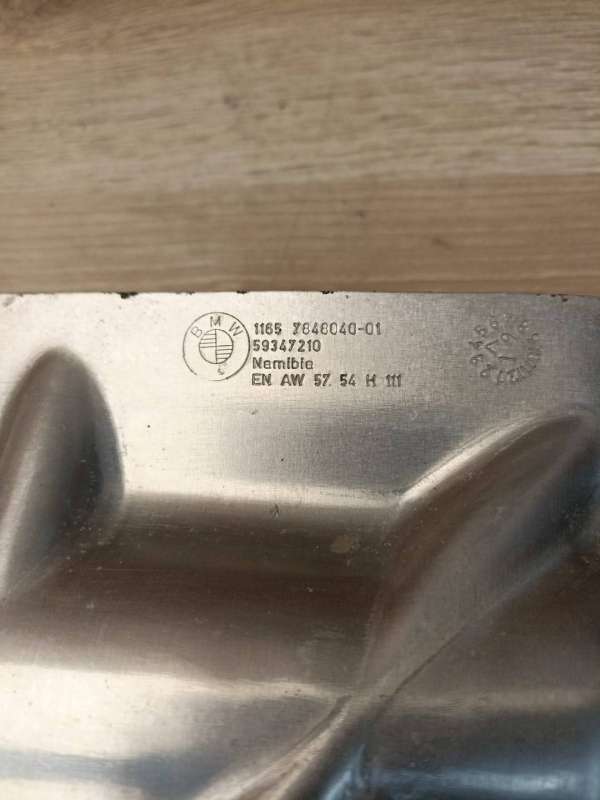 BMW
1165 7848040-01
59347210
Namibia
EN AW 57. 54 H 111